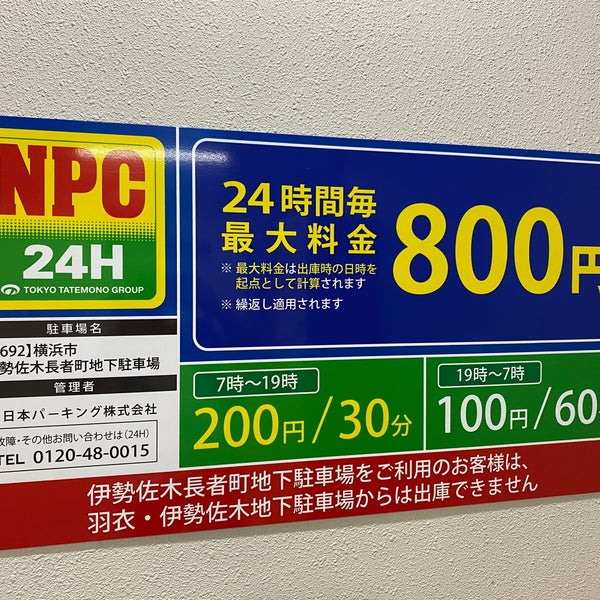 NPC
24H
TOKYO TATEMONO GROUP
駐車場名
692】横浜市
勢佐木長者町地下駐車場
管理者
日本パーキング株式会社
故障・その他お問い合わせは(24H)
TEL 0120-48-0015
24時間毎
最大料金
800円
※ 最大料金は出庫時の日時を
起点として計算されます
※ 繰返し適用されます
7時〜19時
200円/30分
19時〜7時
100円/60
伊勢佐木長者町地下駐車場をご利用のお客様は、
羽衣・伊勢佐木地下駐車場からは出庫できません